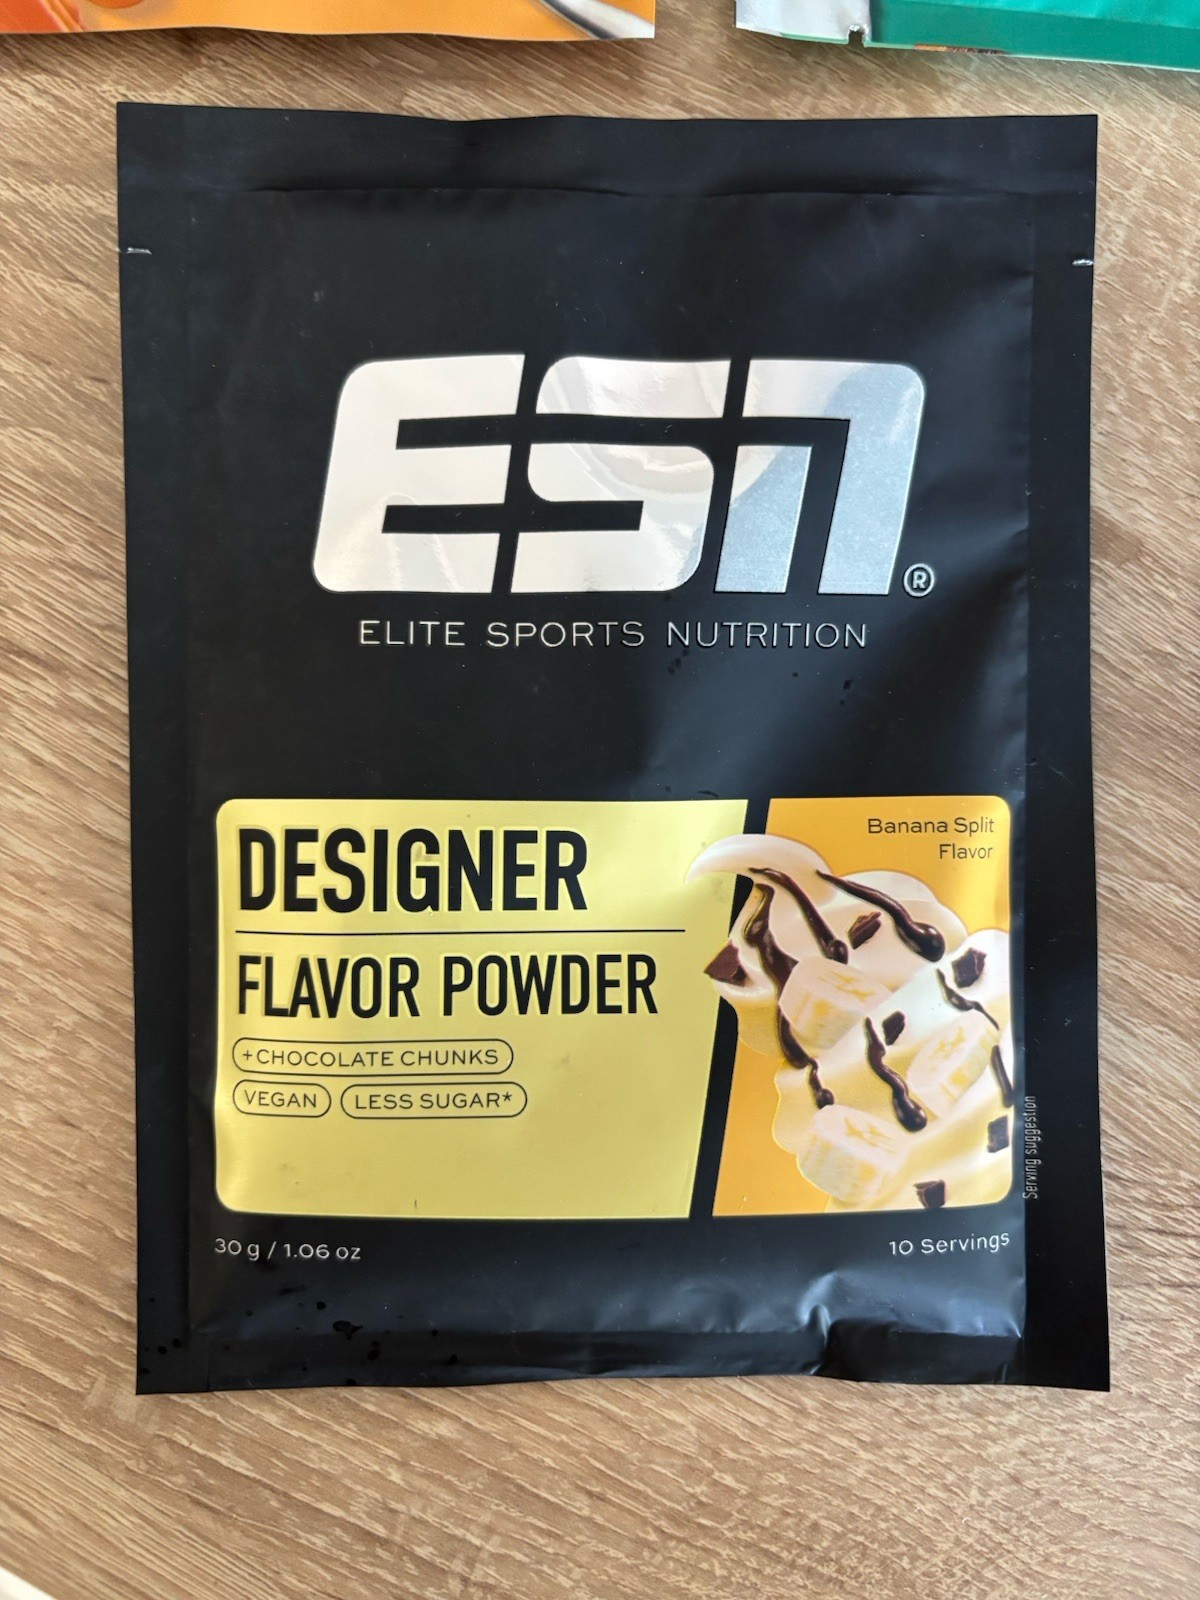 ESN®
ELITE SPORTS NUTRITION
DESIGNER
FLAVOR POWDER
+CHOCOLATE CHUNKS
VEGAN LESS SUGAR*
Banana Split
Flavor
Serving suggestion
30 g / 1.06 oz
10 Servings